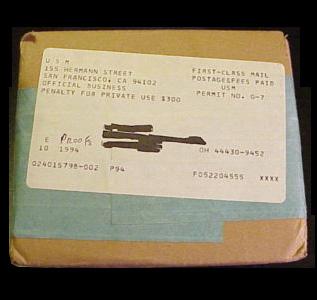 U S M
155 HERMANN STREET
SAN FRANCISCO, CA 94102
OFFICIAL BUSINESS
PENALTY FOR PRIVATE USE $300
FIRST-CLASS MAIL
POSTAGE&FEES PAID
USM
PERMIT NO. G-7
E PROOFS
10 1994
OH 44430-9452
024015798-002 P94
F052204555 XXXX